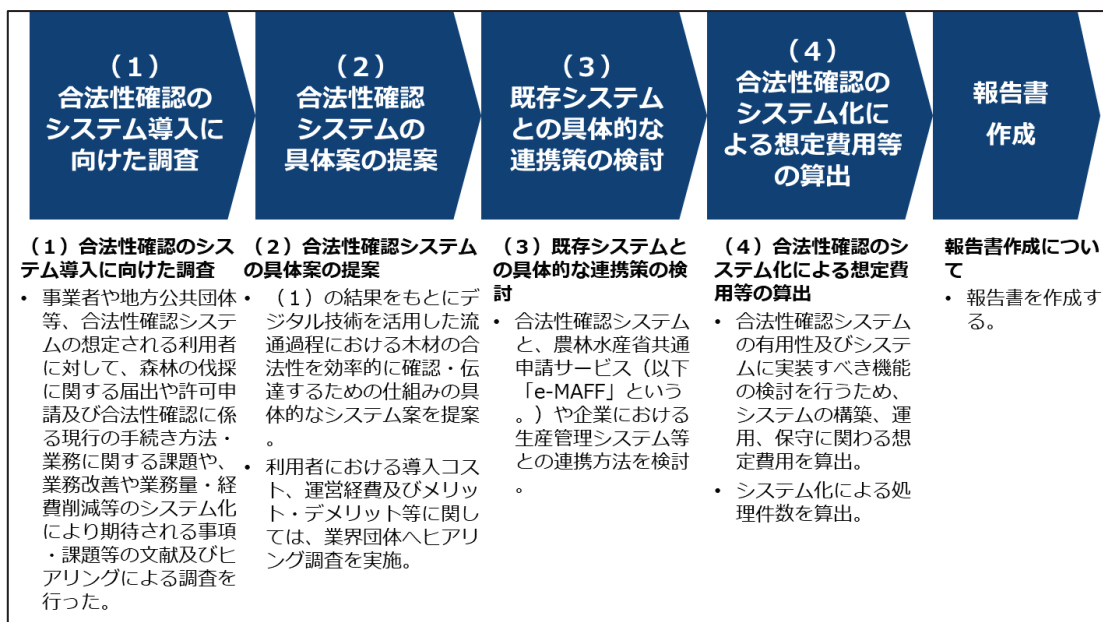 （１）
合法性確認の
システム導入に
向けた調査
（２）
合法性確認
システムの
具体案の提案
（３）
既存システム
との具体的な
連携策の検討
（４）
合法性確認の
システム化に
よる想定費用等
の算出
報告書
作成
（１）合法性確認のシス
テム導入に向けた調査
• 事業者や地方公共団体
等、合法性確認システ
ムの想定される利用者
に対して、森林の伐採
に関する届出や許可申
請及び合法性確認に係
る現行の手続き方法・
業務に関する課題や、
業務改善や業務量・経
費削減等のシステム化
により期待される事項
・課題等の文献及びヒ
アリングによる調査を
行った。
（２）合法性確認システム
の具体案の提案
• （１）の結果をもとにデ
ジタル技術を活用した流
通過程における木材の合
法性を効率的に確認・伝
達するための仕組みの具
体的なシステム案を提案
。
• 利用者における導入コス
ト、運営経費及びメリッ
ト・デメリット等に関し
ては、業界団体へヒアリ
ング調査を実施。
（３）既存システムと
の具体的な連携策の検
討
• 合法性確認システム
と、農林水産省共通
申請サービス（以下
「e-MAFF」という
。）や企業における
生産管理システム等
との連携方法を検討
。
（４）合法性確認のシ
ステム化による想定費
用等の算出
• 合法性確認システム
の有用性及びシステ
ムに実装すべき機能
の検討を行うため、
システムの構築、運
用、保守に関わる想
定費用を算出。
• システム化による処
理件数を算出。
報告書作成につい
て
• 報告書を作成す
る。